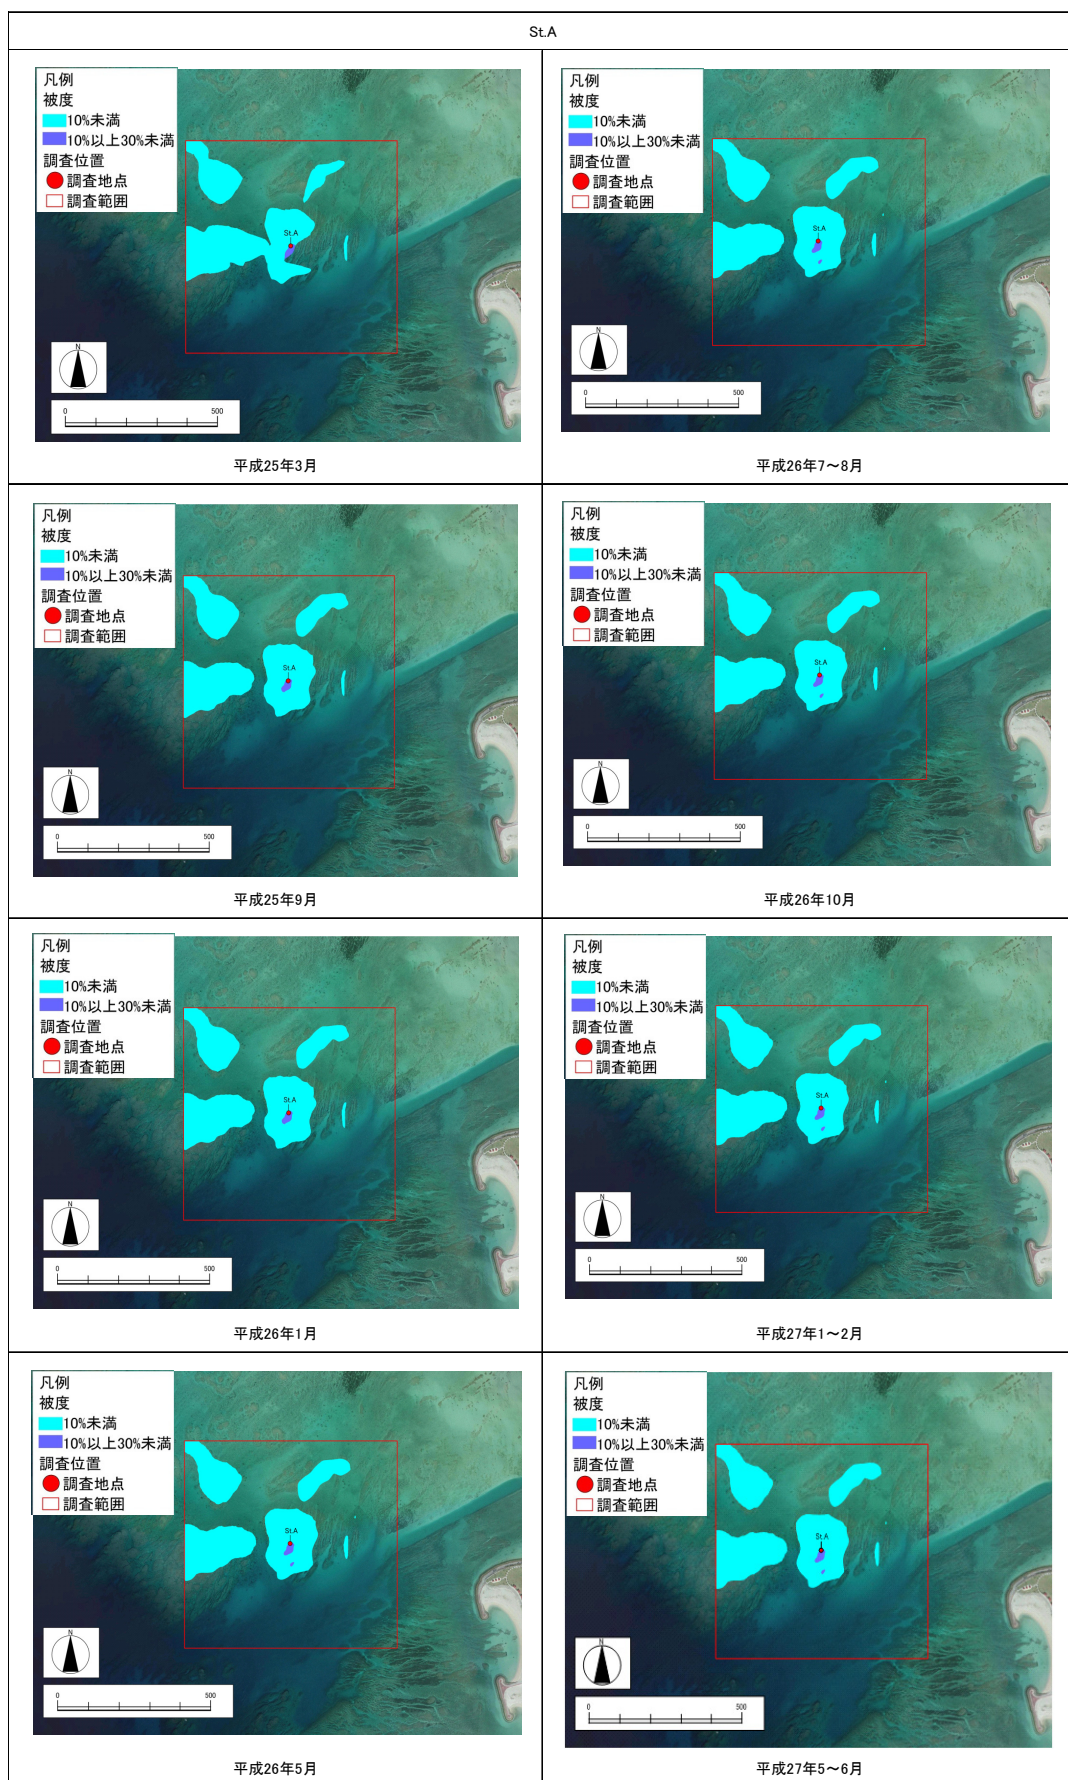 St.A
凡例
被度
10%未満
10%以上30%未満
調査位置
調査地点
調査範囲
St.A
N
0 500
平成25年3月
凡例
被度
10%未満
10%以上30%未満
調査位置
調査地点
調査範囲
St.A
N
0 500
平成26年7～8月
凡例
被度
10%未満
10%以上30%未満
調査位置
調査地点
調査範囲
St.A
N
0 500
平成25年9月
凡例
被度
10%未満
10%以上30%未満
調査位置
調査地点
調査範囲
St.A
N
0 500
平成26年10月
凡例
被度
10%未満
10%以上30%未満
調査位置
調査地点
調査範囲
St.A
N
0 500
平成26年1月
凡例
被度
10%未満
10%以上30%未満
調査位置
調査地点
調査範囲
St.A
N
0 500
平成27年1～2月
凡例
被度
10%未満
10%以上30%未満
調査位置
調査地点
調査範囲
St.A
N
0 500
平成26年5月
凡例
被度
10%未満
10%以上30%未満
調査位置
調査地点
調査範囲
St.A
N
0 500
平成27年5～6月